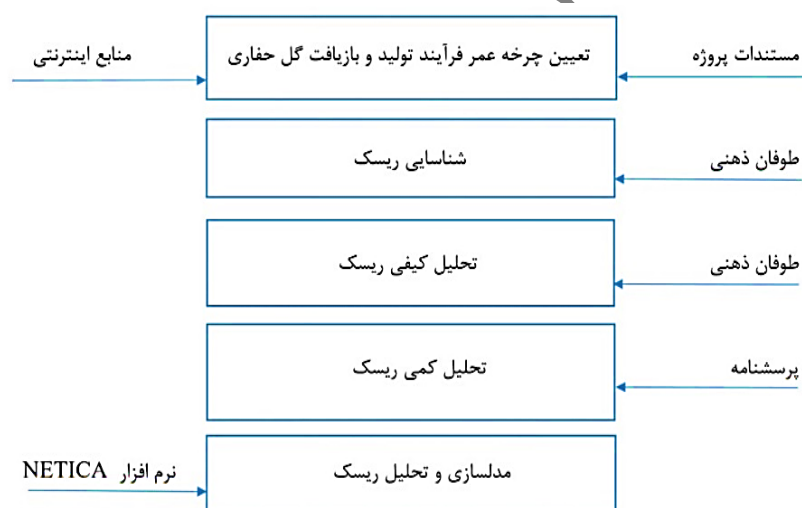 مستندات پروژه
تعیین چرخه عمر فرآیند تولید و بازیافت گل حفاری
منابع اینترنتی
طوفان ذهنی
شناسایی ریسک
طوفان ذهنی
تحلیل کیفی ریسک
پرسشنامه
تحلیل کمی ریسک
مدلسازی و تحلیل ریسک
نرم افزار NETICA